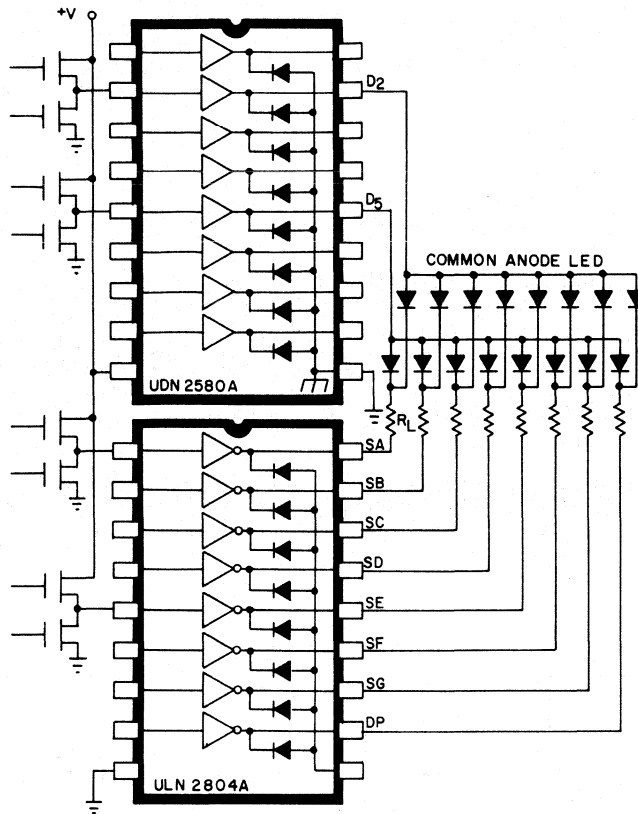 +V
D2
D5
COMMON ANODE LED
UDN 2580A
RL
SA
SB
SC
SD
SE
SF
SG
DP
ULN 2804A